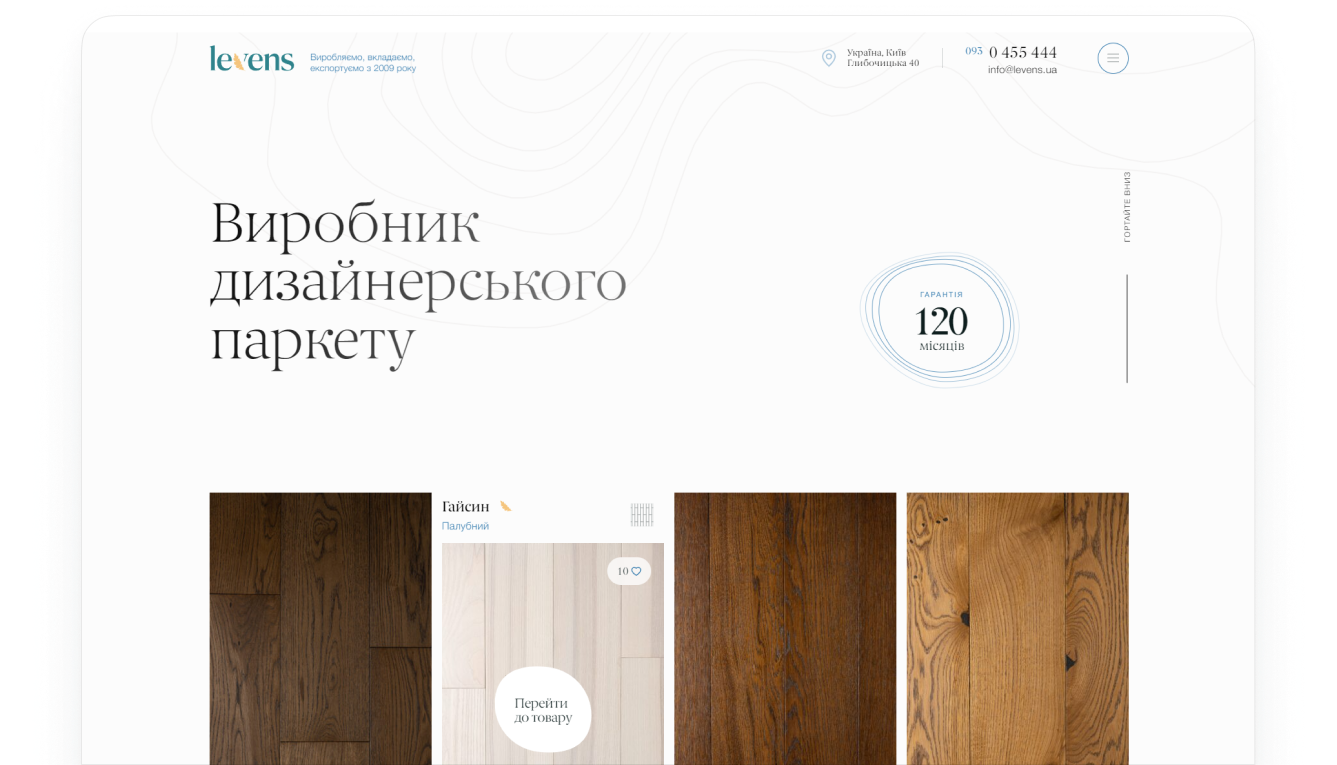 levens
Виробляємо, вкладаємо,
експортуємо з 2009 року
Україна, Київ
Глибочицька 40
093 0 455 444
info@levens.ua
ГОРТАЙТЕ ВНИЗ
Виробник
дизайнерського
паркету
ГАРАНТІЯ
120
місяців
Гайсин
Палубний
10
Перейти
до товару